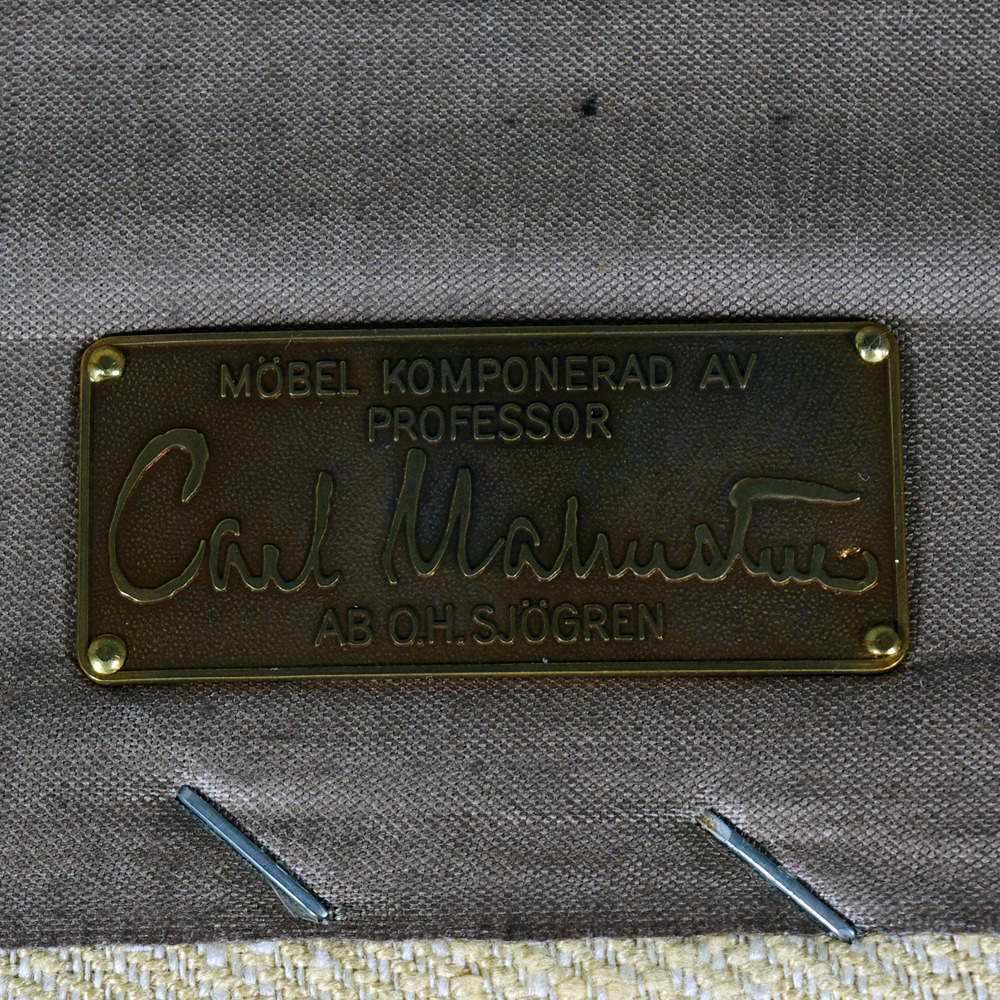 MÖBEL KOMPONERAD AV
PROFESSOR
Carl Malmsten
AB O.H. SJÖGREN